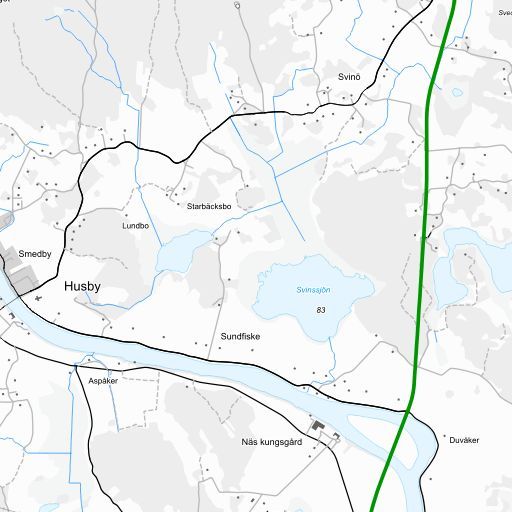 Svinö
Starbäcksbo
Lundbo
Smedby
Husby
Svinssjön
83
Sundfiske
Aspåker
Näs kungsgård
Duvåker